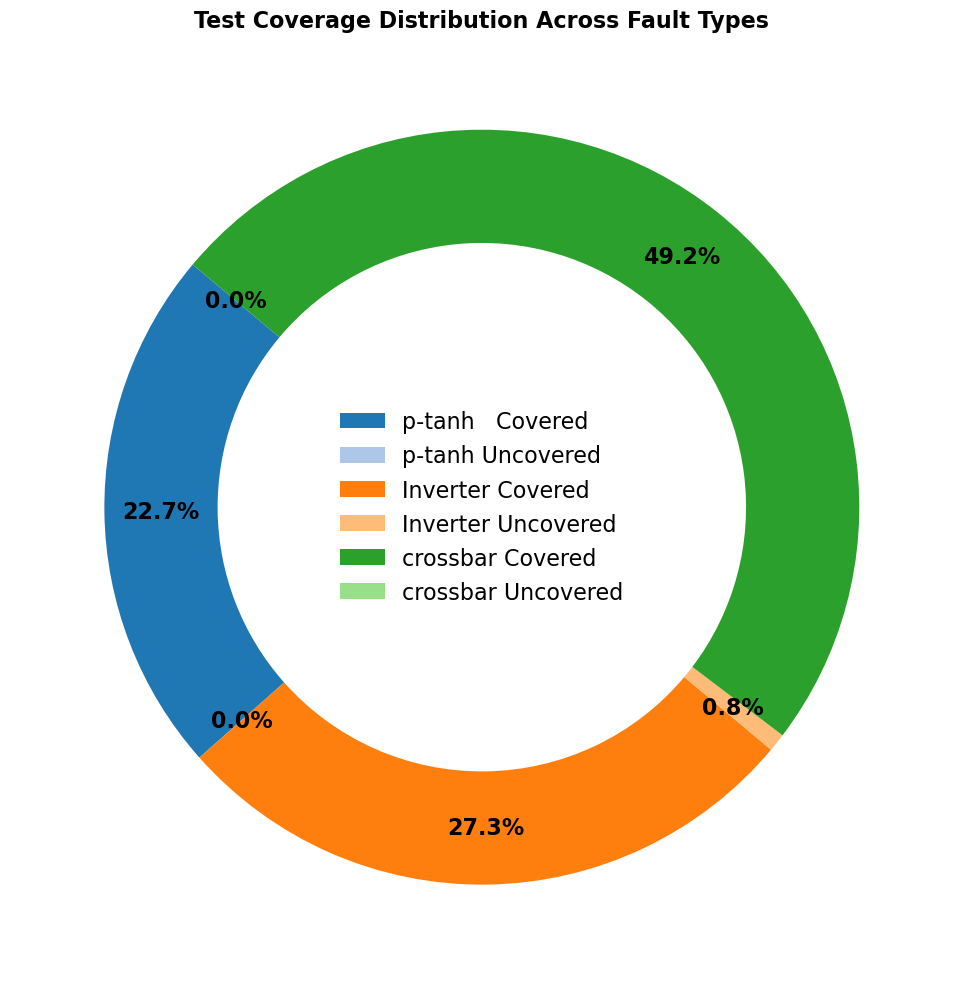 Test Coverage Distribution Across Fault Types
49.2%
0.0%
p-tanh   Covered
p-tanh Uncovered
Inverter Covered
Inverter Uncovered
crossbar Covered
crossbar Uncovered
22.7%
0.0%
0.8%
27.3%